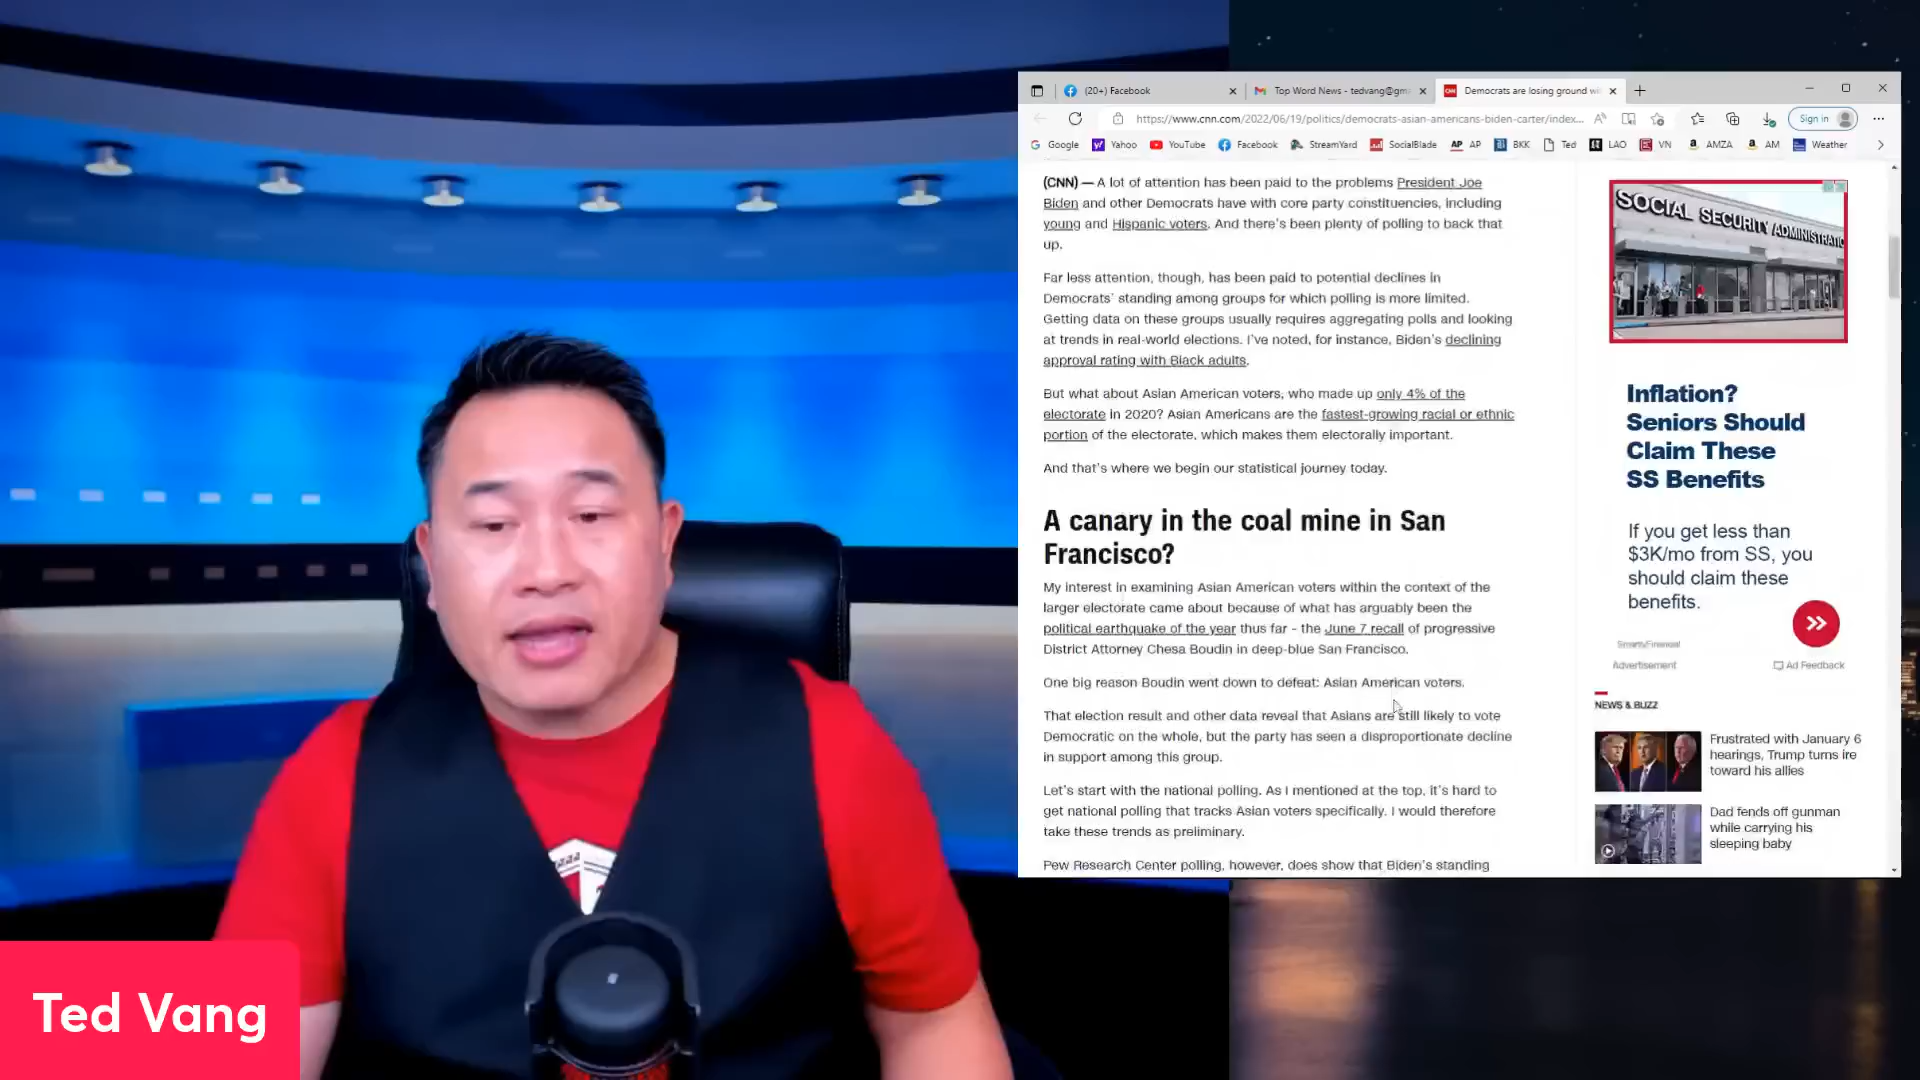 (20+) Facebook
Top Word News - tedvang@gm
Democrats are losing ground wi
https://www.cnn.com/2022/06/19/politics/democrats-asian-americans-biden-carter/index...
Sign in
Google Yahoo YouTube Facebook StreamYard SocialBlade AP AP BKK Ted LAO VN AMZA AM Weather
(CNN) — A lot of attention has been paid to the problems President Joe
Biden and other Democrats have with core party constituencies, including
young and Hispanic voters. And there's been plenty of polling to back that
up.
Far less attention, though, has been paid to potential declines in
Democrats' standing among groups for which polling is more limited.
Getting data on these groups usually requires aggregating polls and looking
at trends in real-world elections. I've noted, for instance, Biden's declining
approval rating with Black adults.
But what about Asian American voters, who made up only 4% of the
electorate in 2020? Asian Americans are the fastest-growing racial or ethnic
portion of the electorate, which makes them electorally important.
And that's where we begin our statistical journey today.
A canary in the coal mine in San
Francisco?
My interest in examining Asian American voters within the context of the
larger electorate came about because of what has arguably been the
political earthquake of the year thus far - the June 7 recall of progressive
District Attorney Chesa Boudin in deep-blue San Francisco.
One big reason Boudin went down to defeat: Asian American voters.
That election result and other data reveal that Asians are still likely to vote
Democratic on the whole, but the party has seen a disproportionate decline
in support among this group.
Let's start with the national polling. As I mentioned at the top, it's hard to
get national polling that tracks Asian voters specifically. I would therefore
take these trends as preliminary.
Pew Research Center polling, however, does show that Biden's standing
SOCIAL SECURITY ADMINISTRATIO
Inflation?
Seniors Should
Claim These
SS Benefits
If you get less than
$3K/mo from SS, you
should claim these
benefits.
SmartyFinancial
Advertisement
Ad Feedback
NEWS & BUZZ
Frustrated with January 6
hearings, Trump turns ire
toward his allies
Dad fends off gunman
while carrying his
sleeping baby
Ted Vang